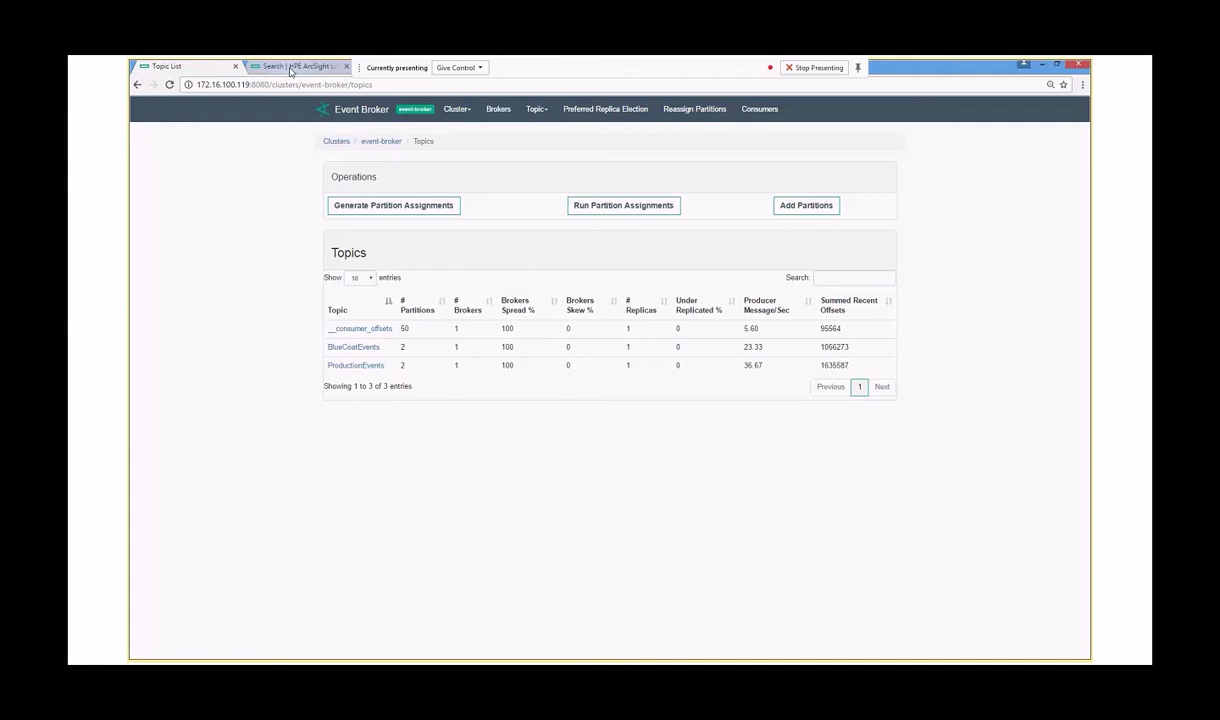 Topic List
Search | HPE ArcSight L
Currently presenting
Give Control
Stop Presenting
172.16.100.119:8080/clusters/event-broker/topics
Event Broker
event-broker
Cluster
Brokers
Topic
Preferred Replica Election
Reassign Partitions
Consumers
Clusters / event-broker / Topics
Operations
Generate Partition Assignments
Run Partition Assignments
Add Partitions
Topics
Show 10 entries
Search:
Topic # Partitions # Brokers Brokers Spread % Brokers Skew % # Replicas Under Replicated % Producer Message/Sec Summed Recent Offsets
__consumer_offsets 50 1 100 0 1 0 5.60 95564
BlueCoatEvents 2 1 100 0 1 0 23.33 1066273
ProductionEvents 2 1 100 0 1 0 36.67 1635587
Showing 1 to 3 of 3 entries
Previous 1 Next